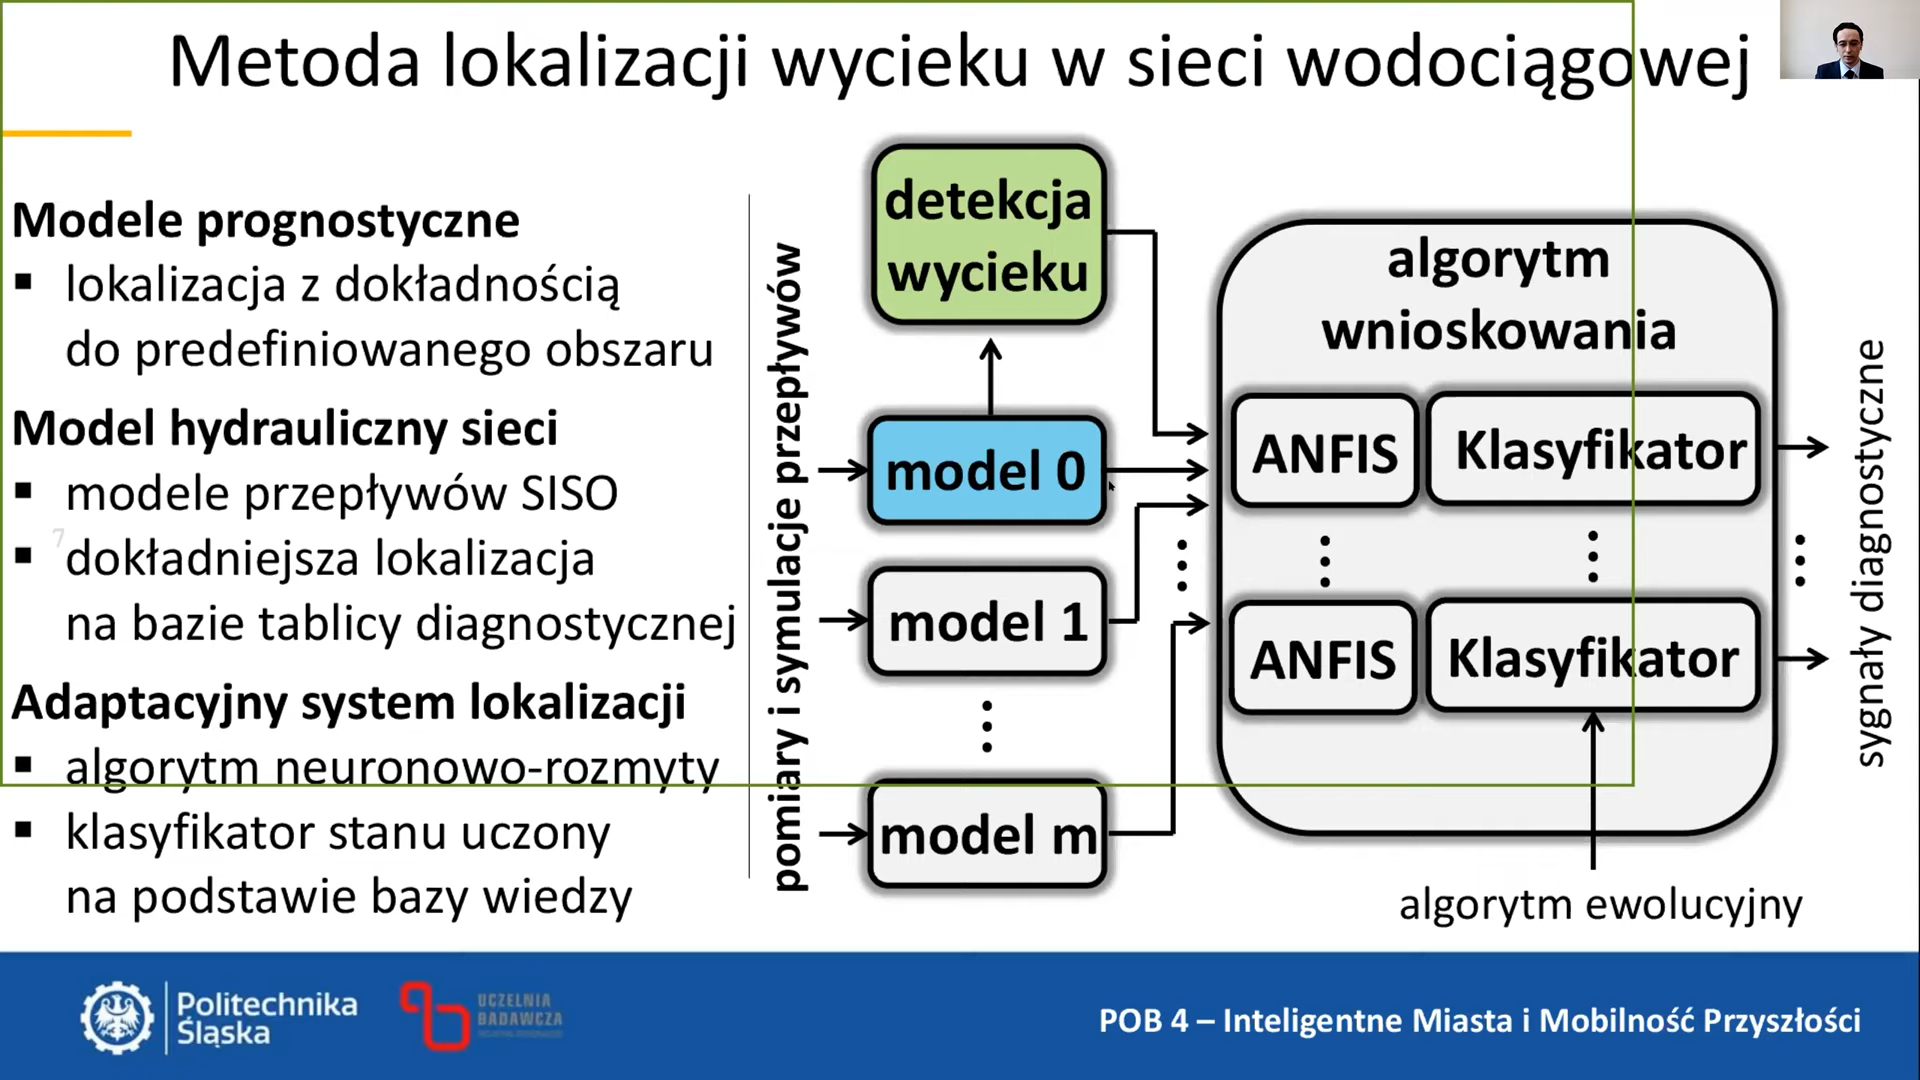 Metoda lokalizacji wycieku w sieci wodociągowej
Modele prognostyczne
▪ lokalizacja z dokładnością
do predefiniowanego obszaru
Model hydrauliczny sieci
▪ modele przepływów SISO
▪ dokładniejsza lokalizacja
na bazie tablicy diagnostycznej
Adaptacyjny system lokalizacji
▪ algorytm neuronowo-rozmyty
▪ klasyfikator stanu uczony
na podstawie bazy wiedzy
7
pomiary i symulacje przepływów
detekcja
wycieku
model 0
model 1
model m
algorytm
wnioskowania
ANFIS
Klasyfikator
ANFIS
Klasyfikator
algorytm ewolucyjny
sygnały diagnostyczne
Politechnika
Śląska
UCZELNIA
BADAWCZA
POB 4 – Inteligentne Miasta i Mobilność Przyszłości